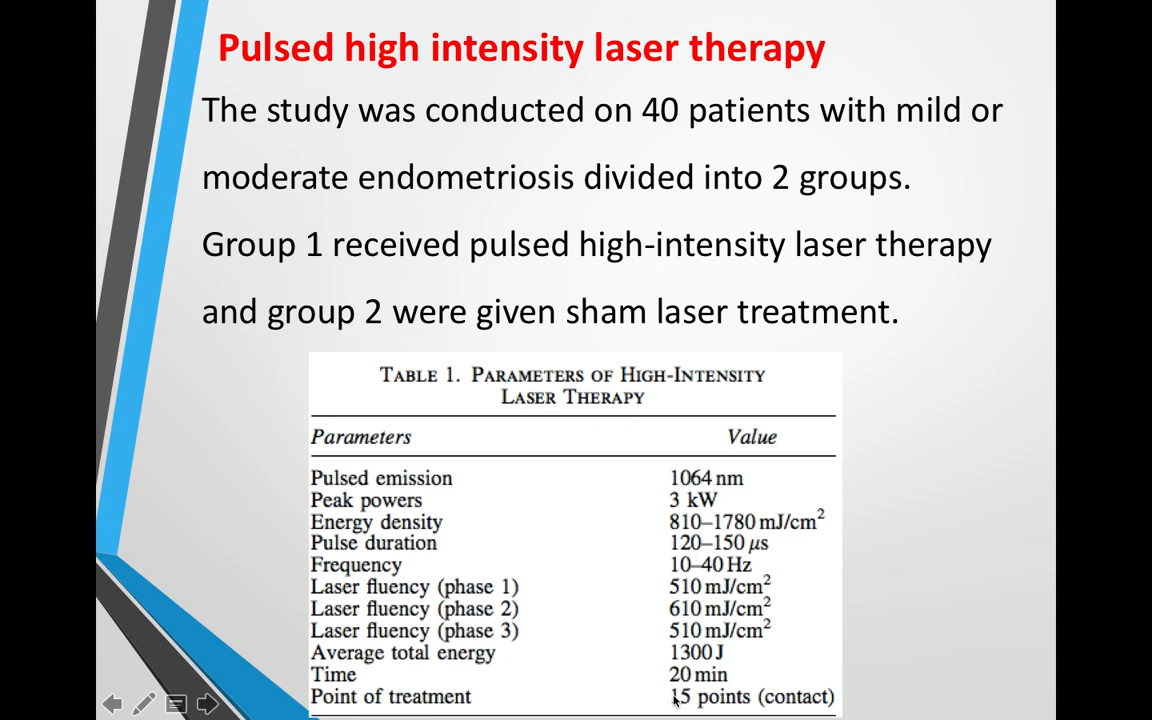 Pulsed high intensity laser therapy
The study was conducted on 40 patients with mild or
moderate endometriosis divided into 2 groups.
Group 1 received pulsed high-intensity laser therapy
and group 2 were given sham laser treatment.
TABLE 1. PARAMETERS OF HIGH-INTENSITY
LASER THERAPY
Parameters Value
Pulsed emission 1064 nm
Peak powers 3 kW
Energy density 810–1780 mJ/cm²
Pulse duration 120–150 μs
Frequency 10–40 Hz
Laser fluency (phase 1) 510 mJ/cm²
Laser fluency (phase 2) 610 mJ/cm²
Laser fluency (phase 3) 510 mJ/cm²
Average total energy 1300 J
Time 20 min
Point of treatment 15 points (contact)